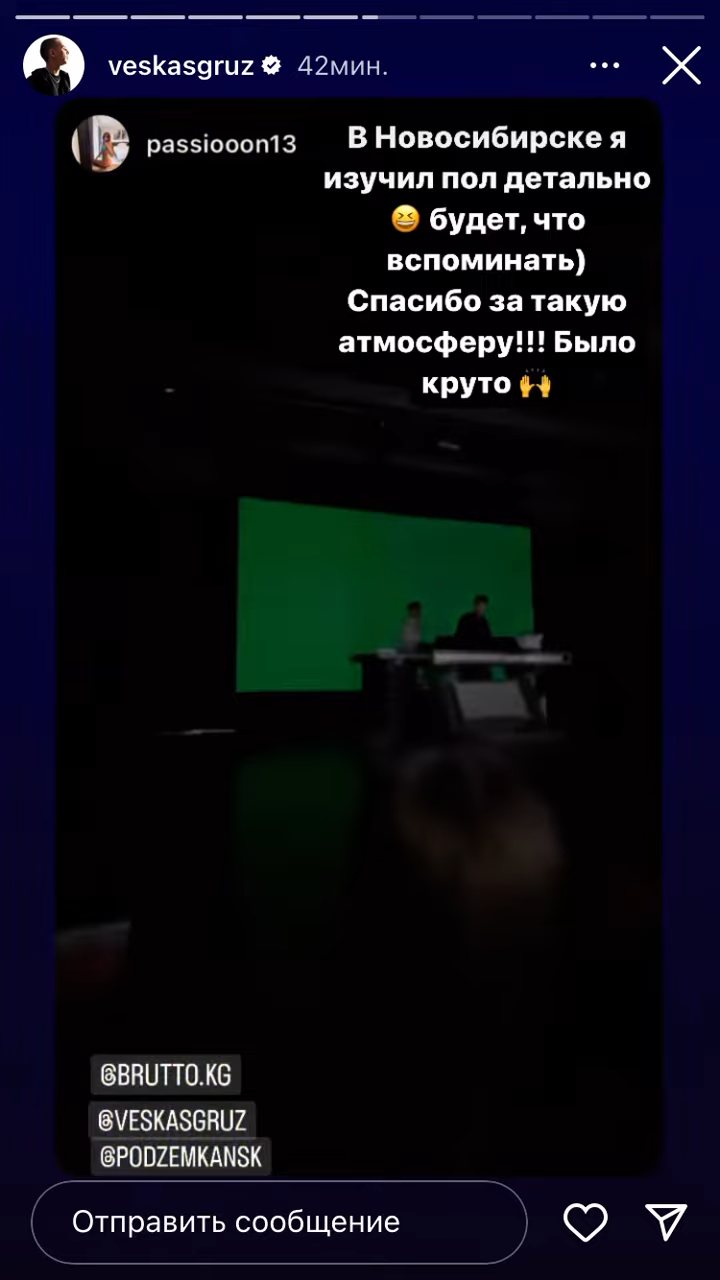 veskasgruz 42мин.
passiooon13
В Новосибирске я
изучил пол детально
😆 будет, что
вспоминать)
Спасибо за такую
атмосферу!!! Было
круто 🙌
@BRUTTO.KG
@VESKASGRUZ
@PODZEMKANSK
Отправить сообщение